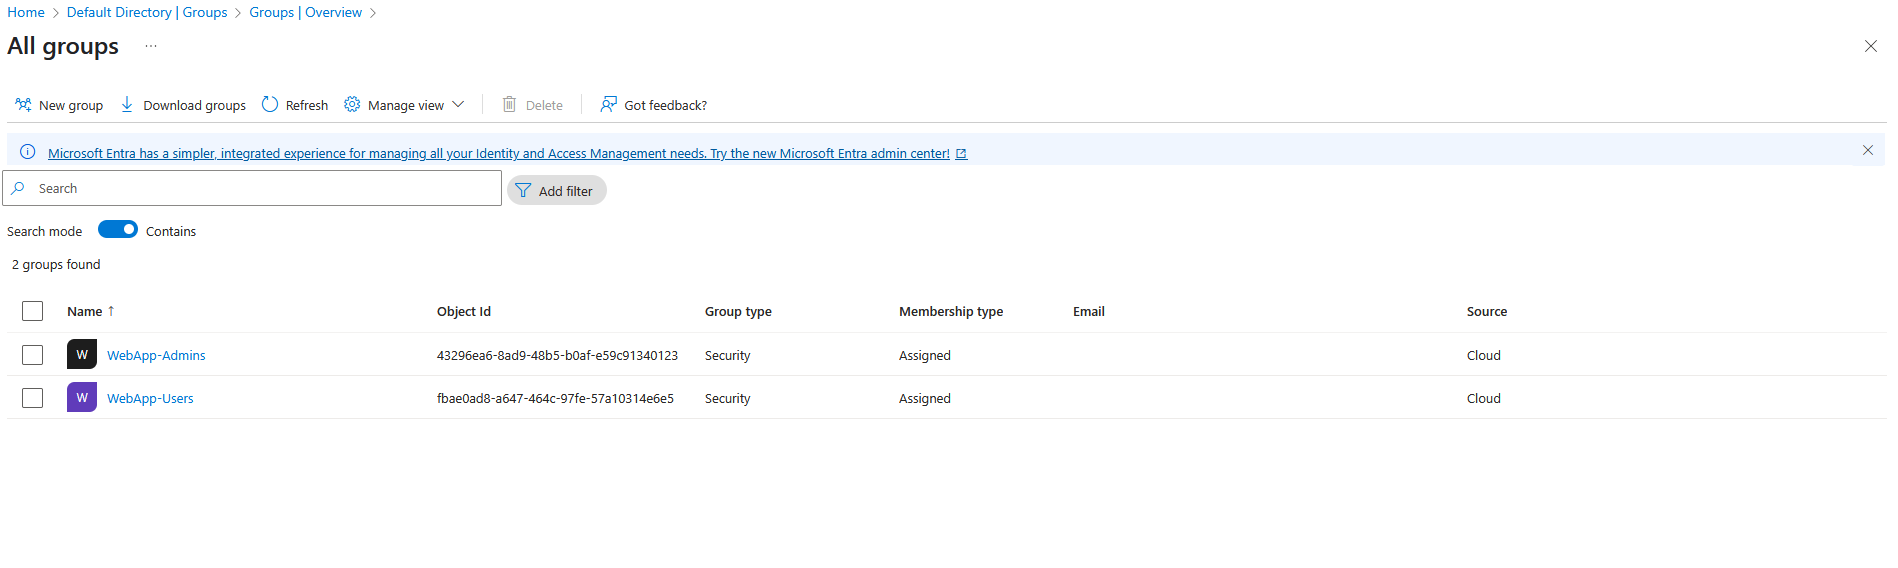 Home > Default Directory | Groups > Groups | Overview >
All groups ...
New group Download groups Refresh Manage view Delete Got feedback?
Microsoft Entra has a simpler, integrated experience for managing all your Identity and Access Management needs. Try the new Microsoft Entra admin center!
Search Add filter
Search mode Contains
2 groups found
Name ↑ Object Id Group type Membership type Email Source
W WebApp-Admins 43296ea6-8ad9-48b5-b0af-e59c91340123 Security Assigned Cloud
W WebApp-Users fbae0ad8-a647-464c-97fe-57a10314e6e5 Security Assigned Cloud